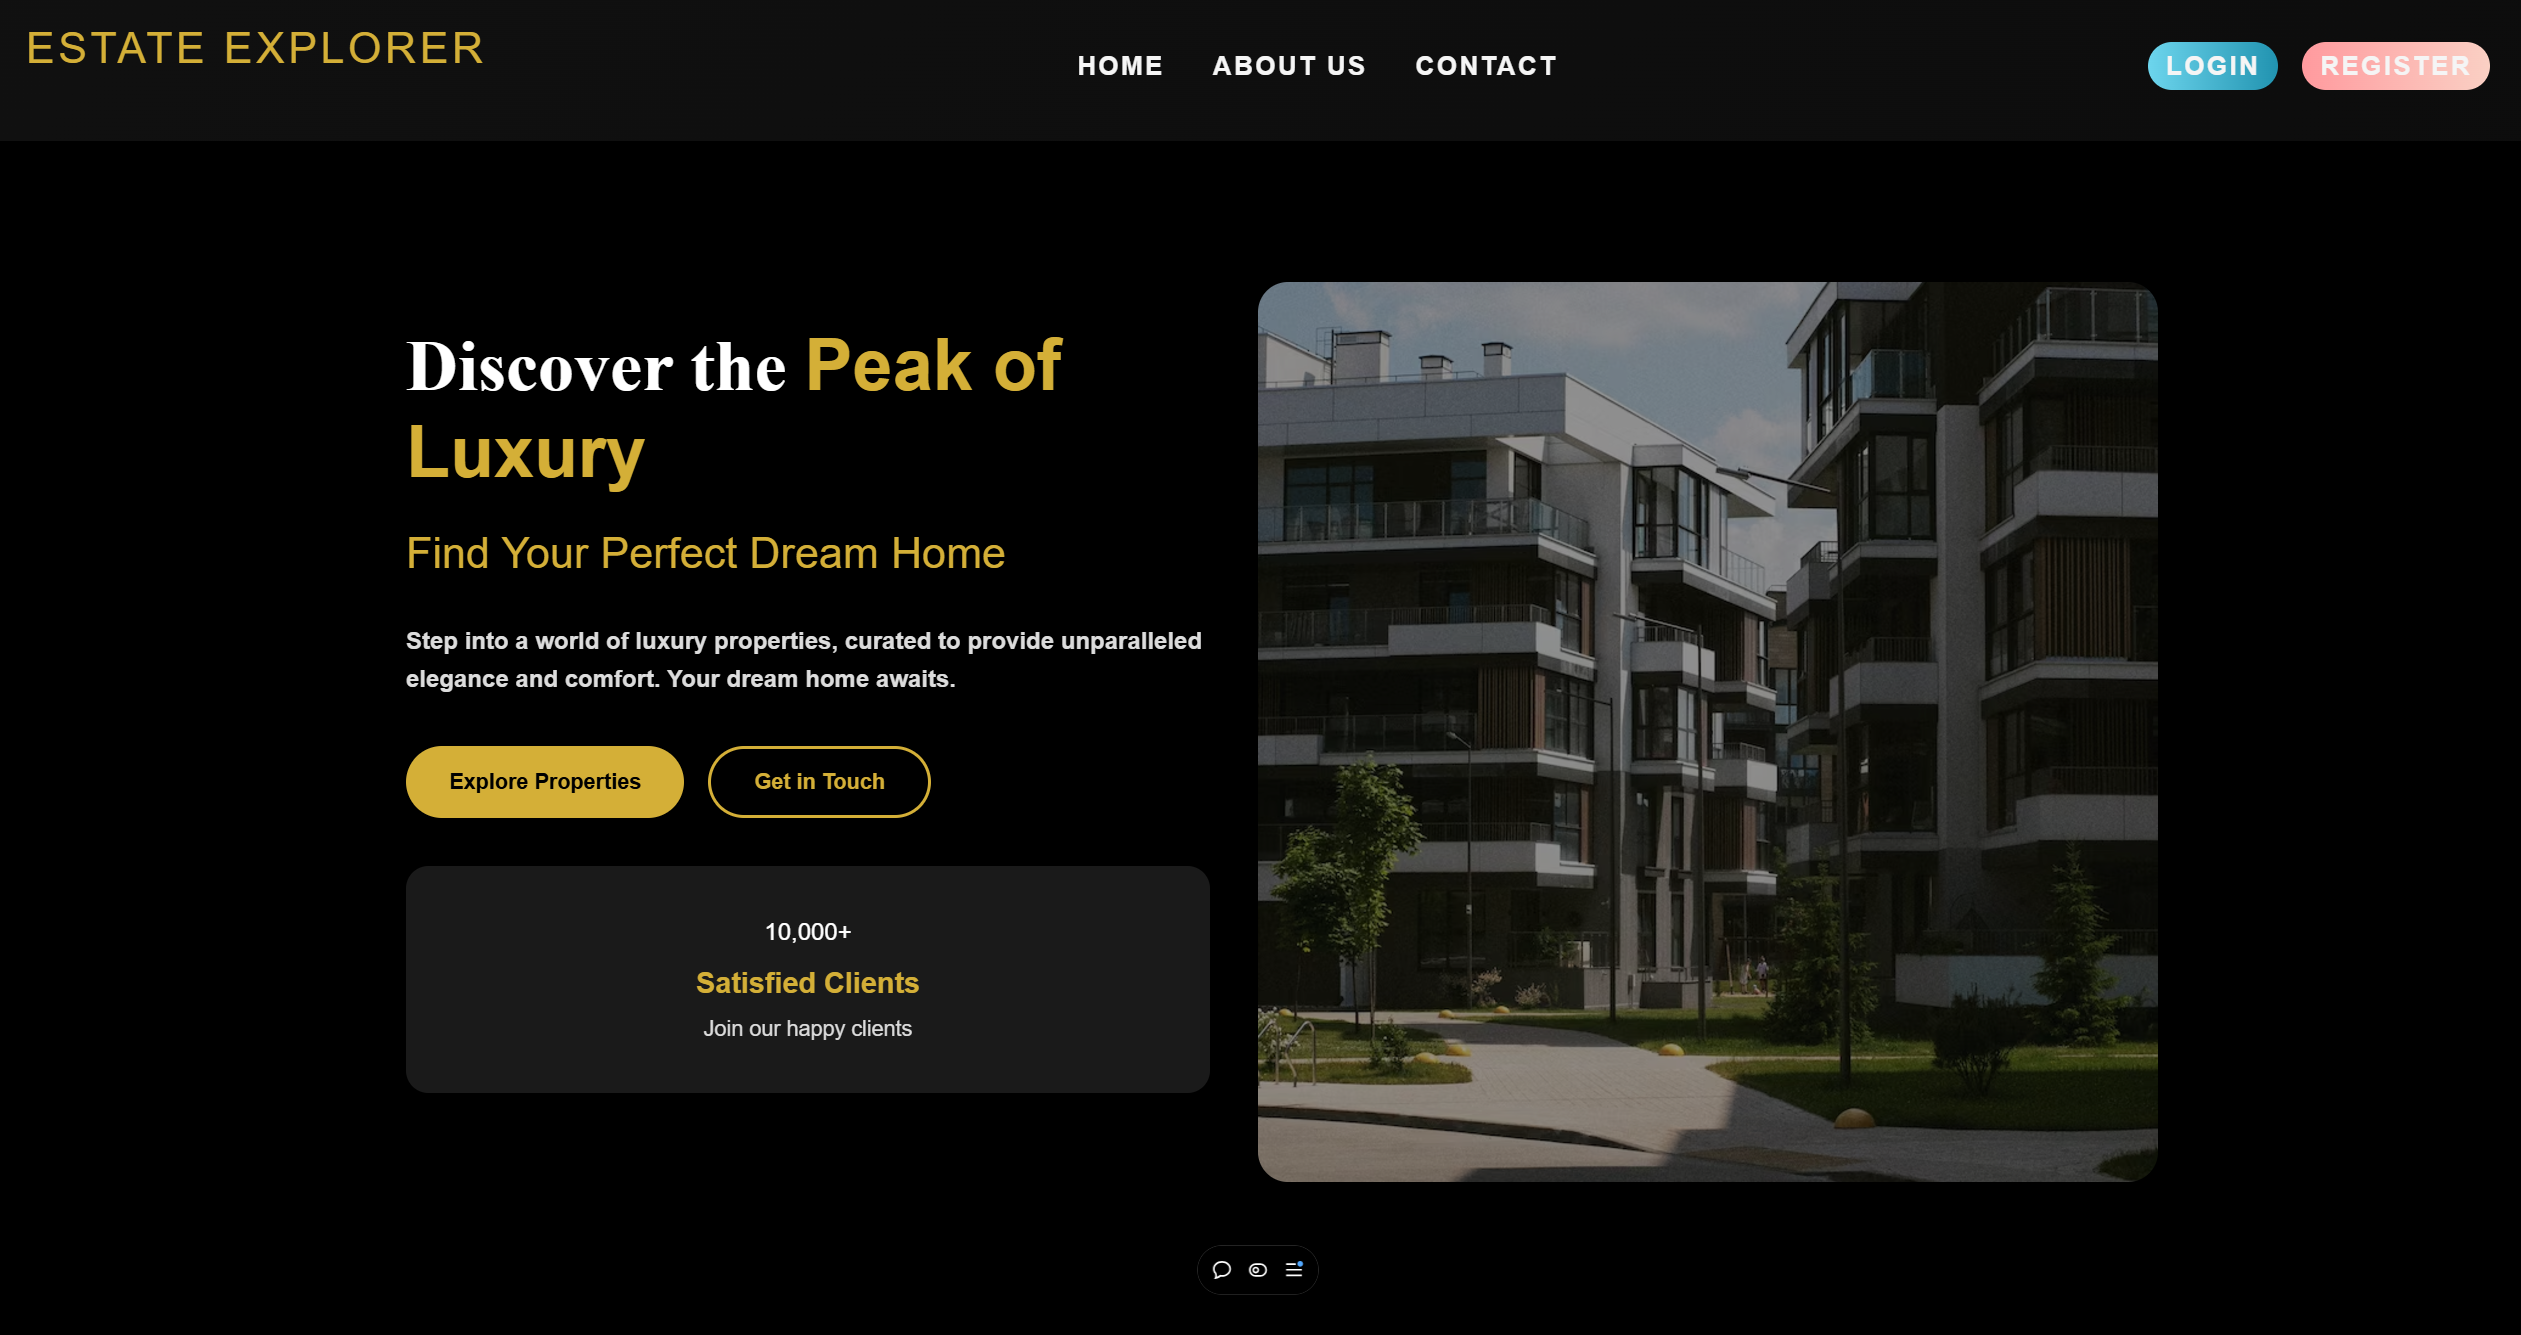 ESTATE EXPLORER
HOME ABOUT US CONTACT
LOGIN REGISTER
Discover the Peak of
Luxury
Find Your Perfect Dream Home
Step into a world of luxury properties, curated to provide unparalleled
elegance and comfort. Your dream home awaits.
Explore Properties Get in Touch
10,000+
Satisfied Clients
Join our happy clients